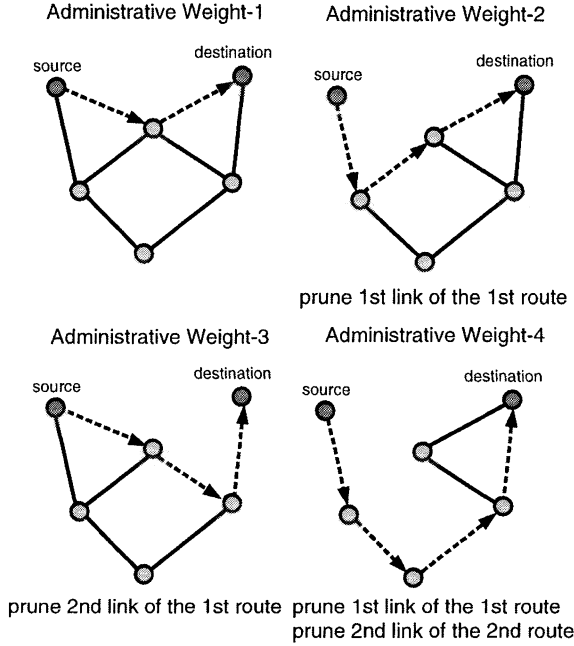 Administrative Weight-1
source
destination
Administrative Weight-2
source
destination
prune 1st link of the 1st route
Administrative Weight-3
source
destination
prune 2nd link of the 1st route
Administrative Weight-4
source
destination
prune 1st link of the 1st route
prune 2nd link of the 2nd route